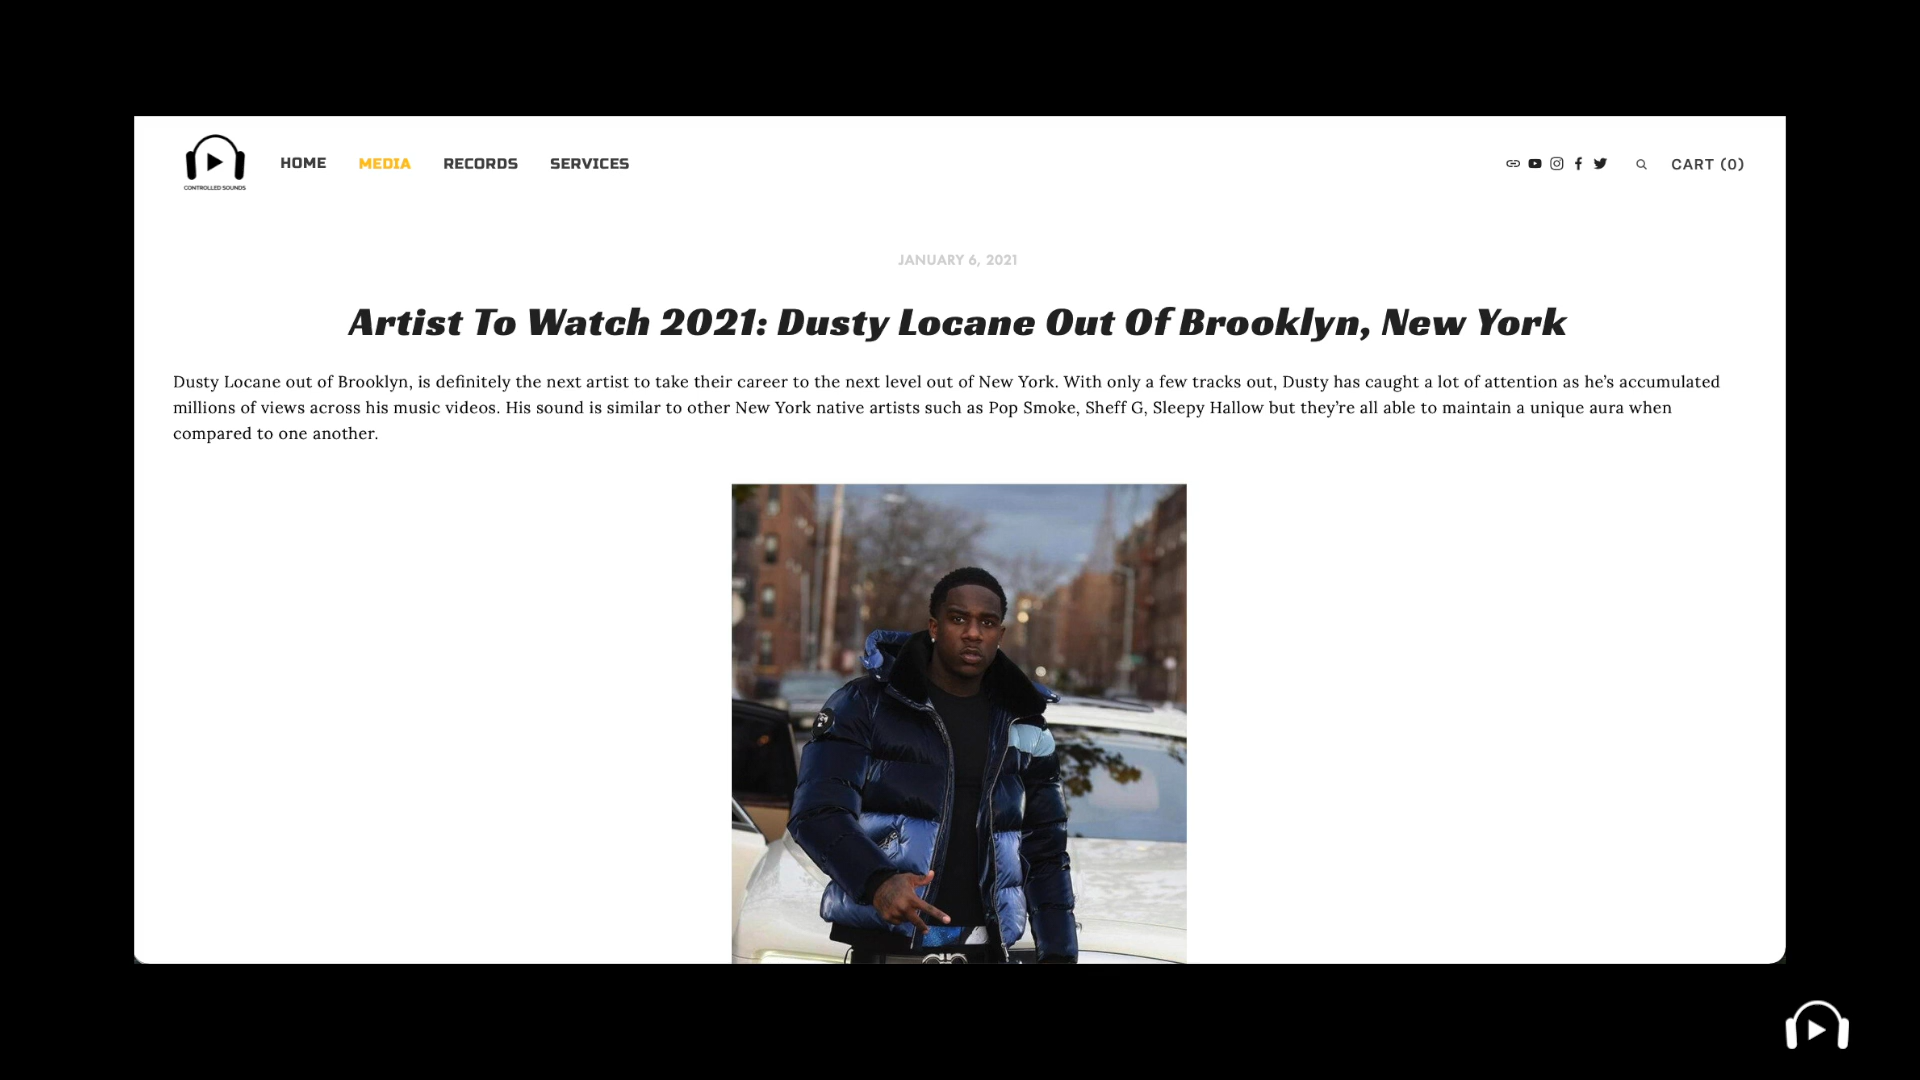 HOME MEDIA RECORDS SERVICES CART (0)
CONTROLLED SOUNDS
JANUARY 6, 2021
Artist To Watch 2021: Dusty Locane Out Of Brooklyn, New York
Dusty Locane out of Brooklyn, is definitely the next artist to take their career to the next level out of New York. With only a few tracks out, Dusty has caught a lot of attention as he’s accumulated
millions of views across his music videos. His sound is similar to other New York native artists such as Pop Smoke, Sheff G, Sleepy Hallow but they’re all able to maintain a unique aura when
compared to one another.